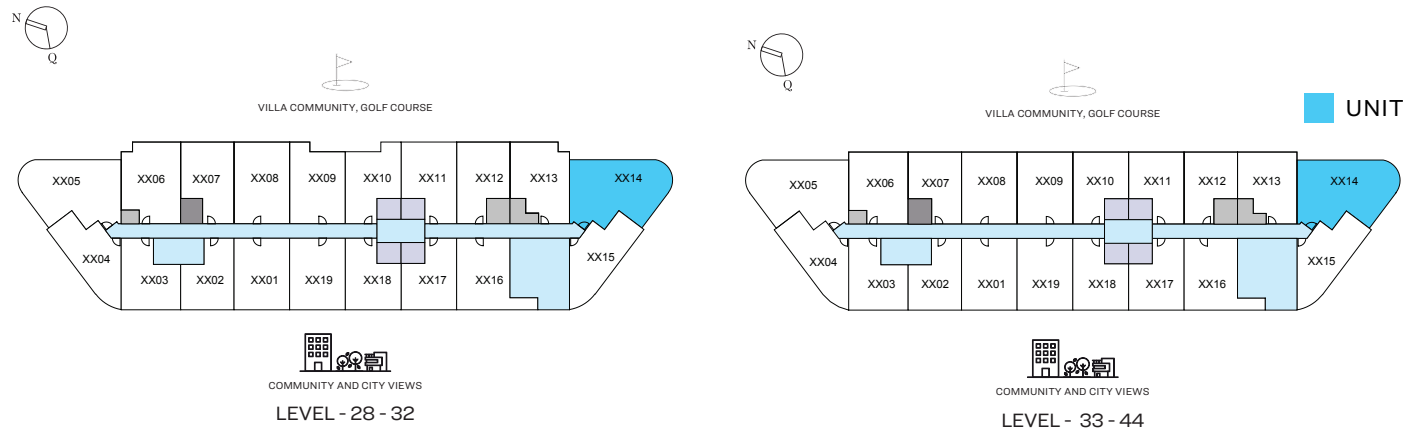 N
Q
VILLA COMMUNITY, GOLF COURSE
XX05
XX06
XX07
XX08
XX09
XX10
XX11
XX12
XX13
XX14
XX04
XX03
XX02
XX01
XX19
XX18
XX17
XX16
XX15
COMMUNITY AND CITY VIEWS
LEVEL - 28 - 32
N
Q
VILLA COMMUNITY, GOLF COURSE
UNIT
XX05
XX06
XX07
XX08
XX09
XX10
XX11
XX12
XX13
XX14
XX04
XX03
XX02
XX01
XX19
XX18
XX17
XX16
XX15
COMMUNITY AND CITY VIEWS
LEVEL - 33 - 44